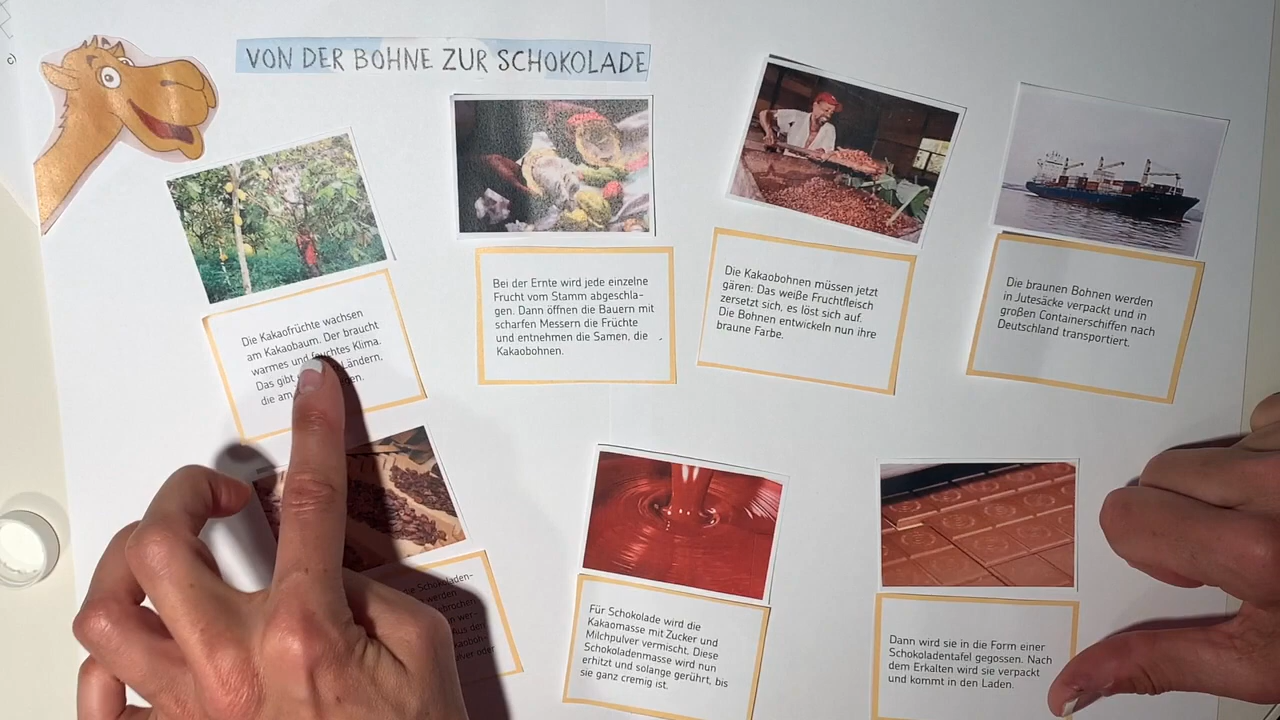 VON DER BOHNE ZUR SCHOKOLADE
Die Kakaofrüchte wachsen
am Kakaobaum. Der braucht
warmes und feuchtes Klima.
Das gibt Ländern,
die am
Bei der Ernte wird jede einzelne
Frucht vom Stamm abgeschla-
gen. Dann öffnen die Bauern mit
scharfen Messern die Früchte
und entnehmen die Samen, die
Kakaobohnen.
Die Kakaobohnen müssen jetzt
gären: Das weiße Fruchtfleisch
zersetzt sich, es löst sich auf.
Die Bohnen entwickeln nun ihre
braune Farbe.
Die braunen Bohnen werden
in Jutesäcke verpackt und in
großen Containerschiffen nach
Deutschland transportiert.
Schokoladen-
werden
Für Schokolade wird die
Kakaomasse mit Zucker und
Milchpulver vermischt. Diese
Schokoladenmasse wird nun
erhitzt und solange gerührt, bis
sie ganz cremig ist.
Dann wird sie in die Form einer
Schokoladentafel gegossen. Nach
dem Erkalten wird sie verpackt
und kommt in den Laden.